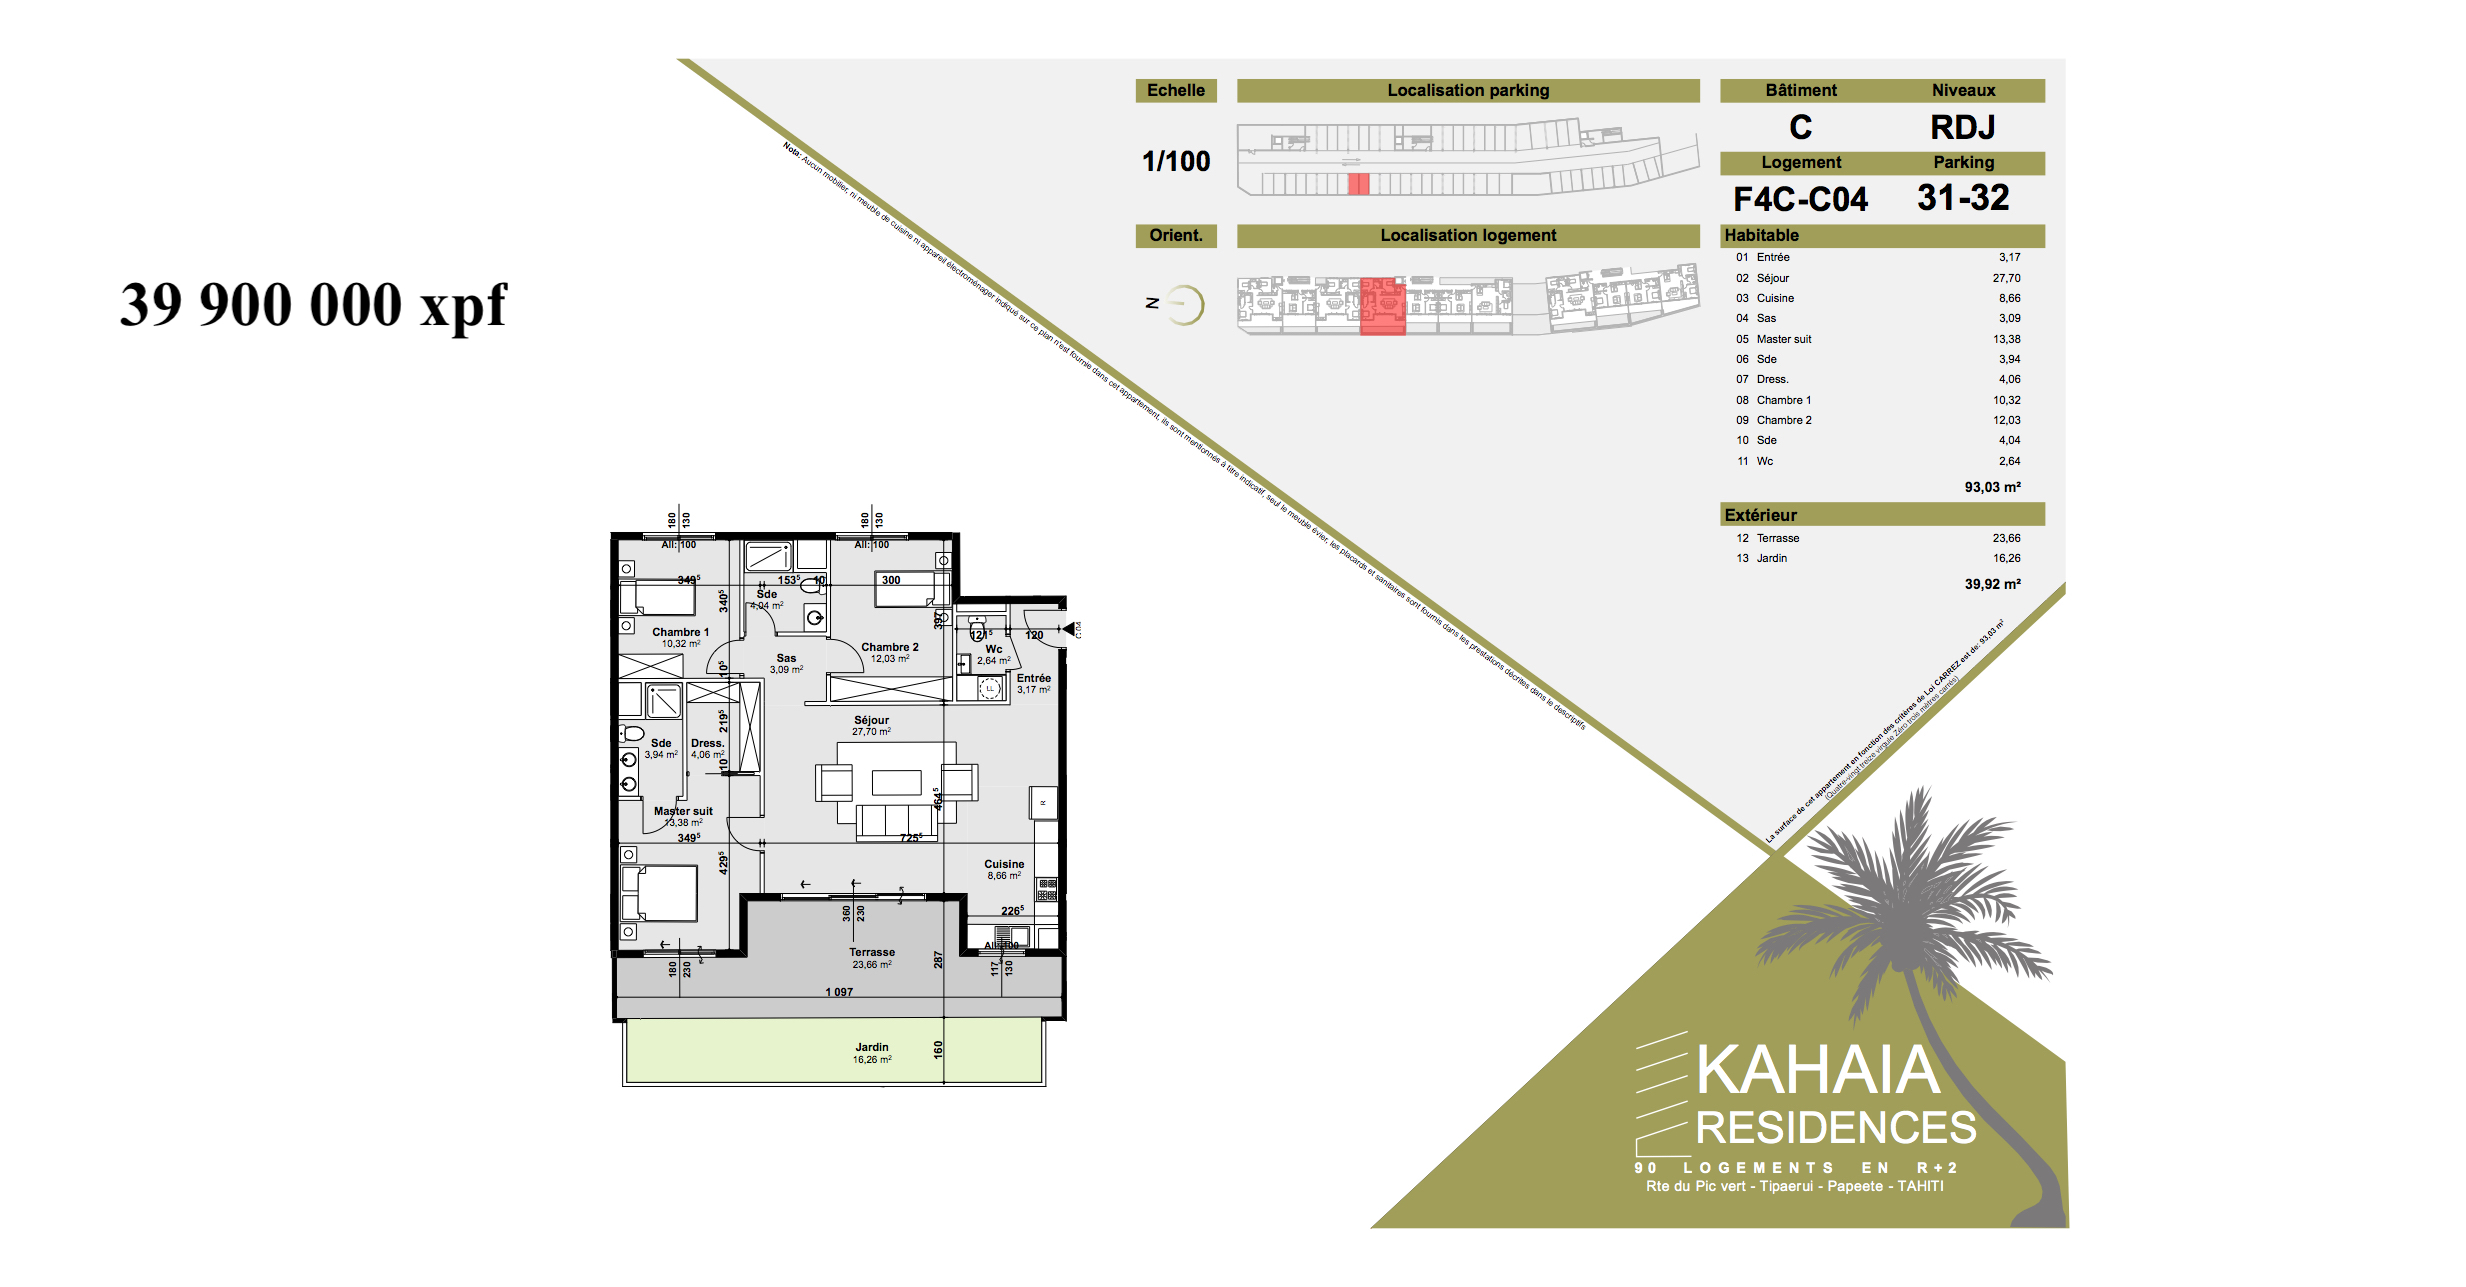 39 900 000 xpf
Echelle
1/100
Orient.
N
Localisation parking
Localisation logement
Bâtiment Niveaux
C RDJ
Logement Parking
F4C-C04 31-32
Habitable
01 Entrée 3,17
02 Séjour 27,70
03 Cuisine 8,66
04 Sas 3,09
05 Master suit 13,38
06 Sde 3,94
07 Dress. 4,06
08 Chambre 1 10,32
09 Chambre 2 12,03
10 Sde 4,04
11 Wc 2,64
93,03 m²
Extérieur
12 Terrasse 23,66
13 Jardin 16,26
39,92 m²
Nota: Aucun mobilier, ni meuble de cuisine ni appareil électroménager indiqué sur ce plan n'est fournie dans cet appartement, ils sont mentionnés à titre indicatif, seul le meuble évier, les placards et sanitaires sont fournis dans les prestations décrites dans le descriptifs
La surface de cet appartement en fonction des critères de Loi CARREZ est de: 93,03 m²
(Quatre-vingt treize virgule Zéro trois mètres carrés)
180
130
All: 100
180
130
All: 100
349⁵
153⁵
10
300
340⁵
397
Sde
4,04 m²
Chambre 1
10,32 m²
Sas
3,09 m²
Chambre 2
12,03 m²
121⁵
120
C 04
Wc
2,64 m²
Entrée
3,17 m²
LL
10⁵
219⁵
10
Séjour
27,70 m²
Sde
3,94 m²
Dress.
4,06 m²
464⁵
R
Master suit
13,38 m²
349⁵
725⁵
429⁵
Cuisine
8,66 m²
226⁵
360
230
All: 100
Terrasse
23,66 m²
287
180
230
117
130
1 097
Jardin
16,26 m²
160
KAHAIA
RESIDENCES
90 LOGEMENTS EN R+2
Rte du Pic vert - Tipaerui - Papeete - TAHITI